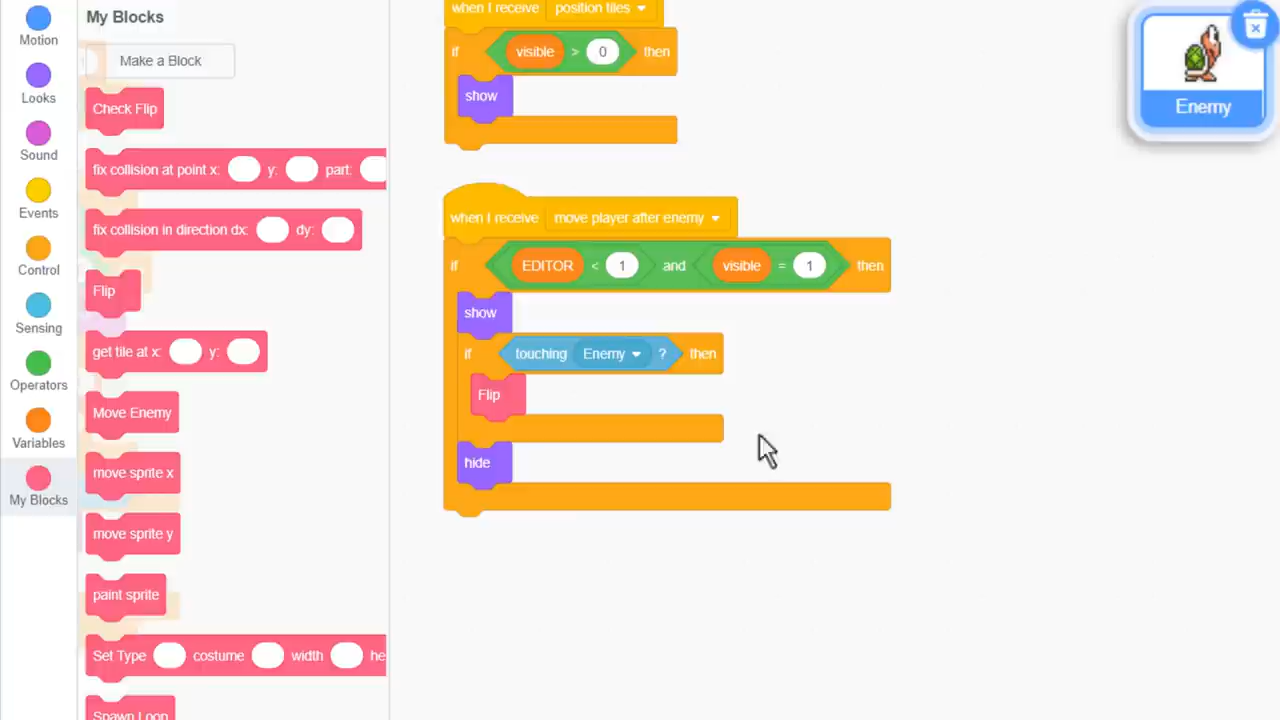 My Blocks
Motion
Make a Block
Looks
Check Flip
Sound
fix collision at point x: y: part:
Events
fix collision in direction dx: dy:
Control
Flip
Sensing
get tile at x: y:
Operators
Move Enemy
Variables
move sprite x
My Blocks
move sprite y
paint sprite
Set Type costume width he
Spawn Loop
when I receive position tiles
if visible > 0 then
show
when I receive move player after enemy
if EDITOR < 1 and visible = 1 then
show
if touching Enemy ? then
Flip
hide
Enemy